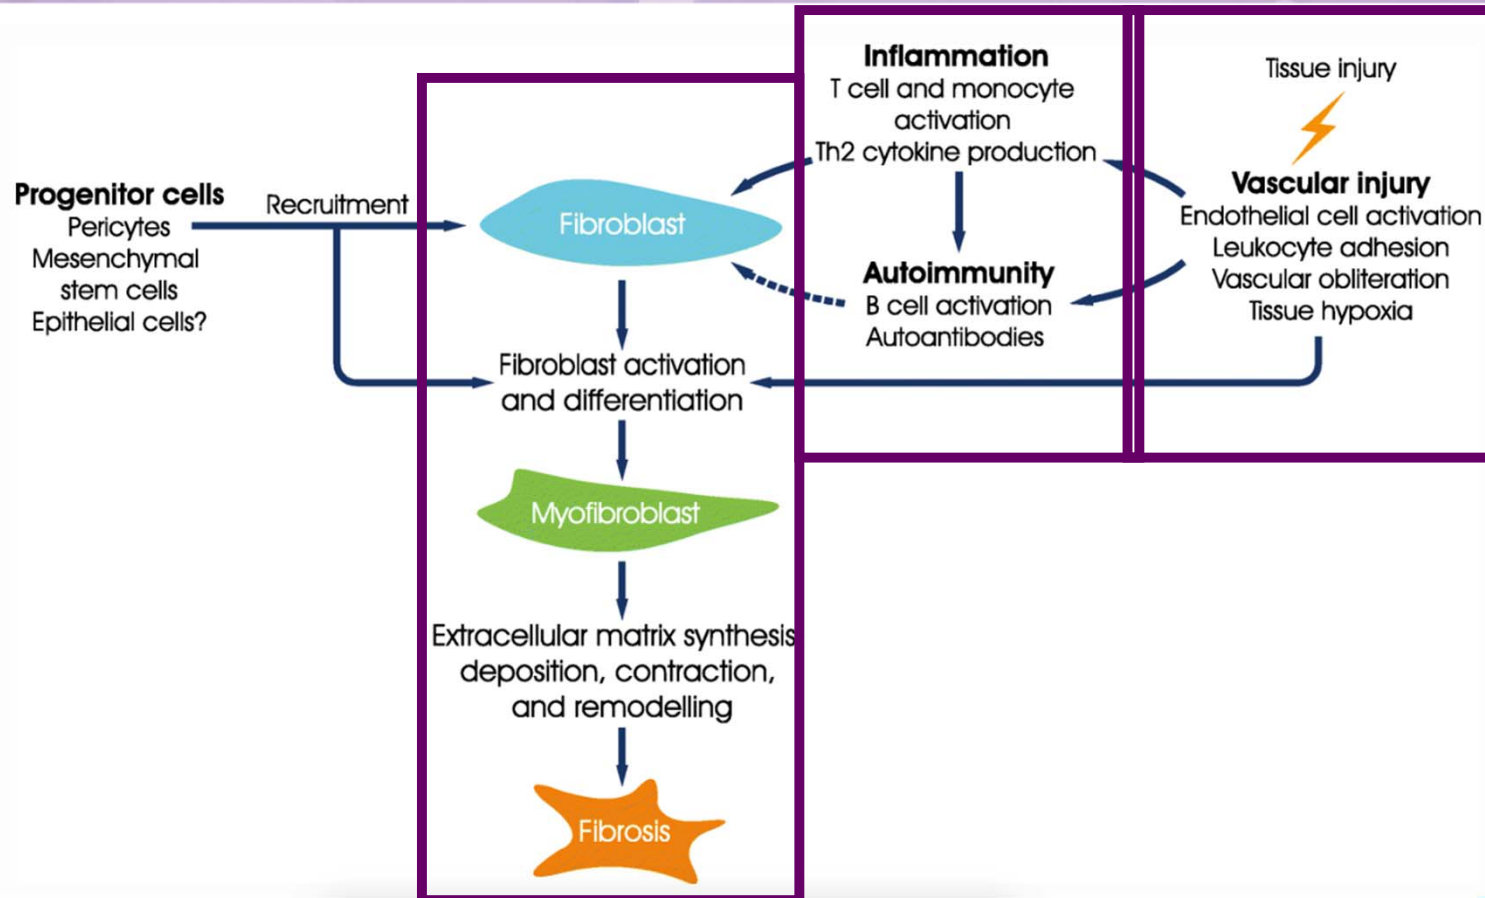 Progenitor cells
Pericytes
Mesenchymal
stem cells
Epithelial cells?
Recruitment
Fibroblast
Fibroblast activation
and differentiation
Myofibroblast
Extracellular matrix synthesis
deposition, contraction,
and remodelling
Fibrosis
Inflammation
T cell and monocyte
activation
Th2 cytokine production
Autoimmunity
B cell activation
Autoantibodies
Tissue injury
Vascular injury
Endothelial cell activation
Leukocyte adhesion
Vascular obliteration
Tissue hypoxia